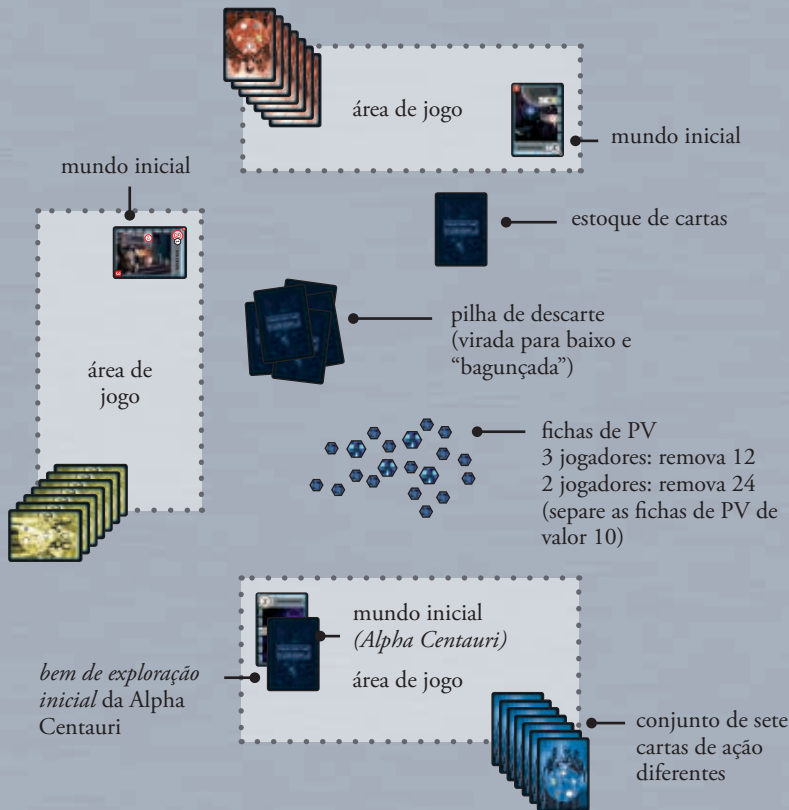 área de jogo
mundo inicial
mundo inicial
estoque de cartas
pilha de descarte
(virada para baixo e
“bagunçada”)
área de
jogo
fichas de PV
3 jogadores: remova 12
2 jogadores: remova 24
(separe as fichas de PV de
valor 10)
mundo inicial
(Alpha Centauri)
bem de exploração
inicial da Alpha
Centauri
área de jogo
conjunto de sete
cartas de ação
diferentes